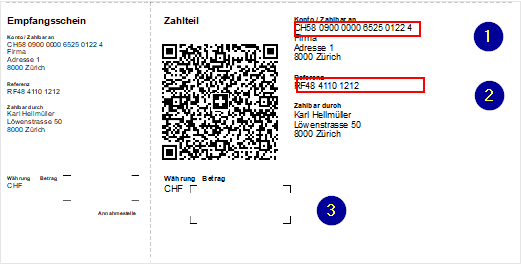 Empfangsschein
Konto / Zahlbar an
CH58 0900 0000 6525 0122 4
Firma
Adresse 1
8000 Zürich
Referenz
RF48 4110 1212
Zahlbar durch
Karl Hellmüller
Löwenstrasse 50
8000 Zürich
Währung Betrag
CHF
Annahmestelle
Zahlteil
Währung Betrag
CHF
Konto / Zahlbar an
CH58 0900 0000 6525 0122 4
Firma
Adresse 1
8000 Zürich
Referenz
RF48 4110 1212
Zahlbar durch
Karl Hellmüller
Löwenstrasse 50
8000 Zürich
1
2
3